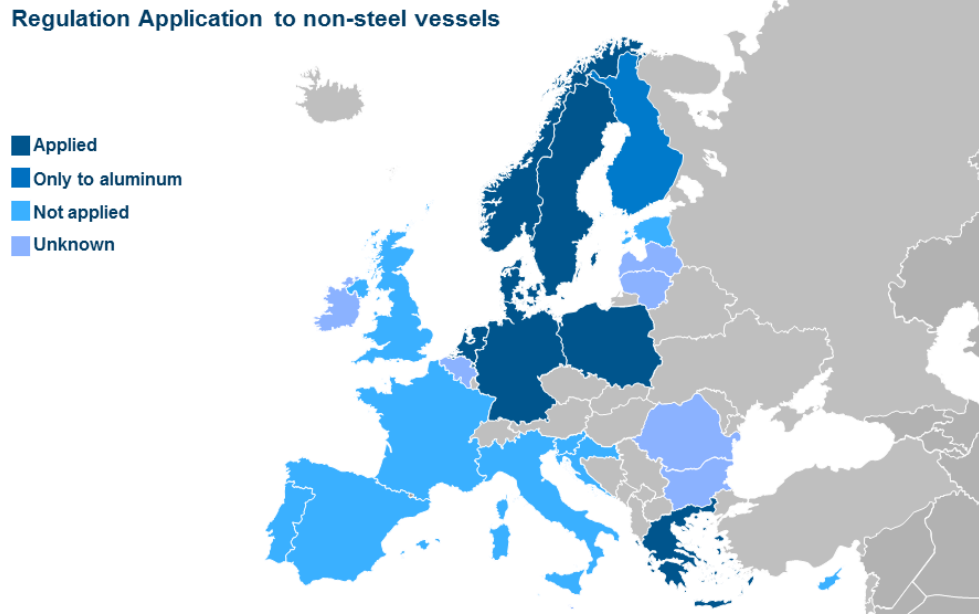 Regulation Application to non-steel vessels
Applied
Only to aluminum
Not applied
Unknown